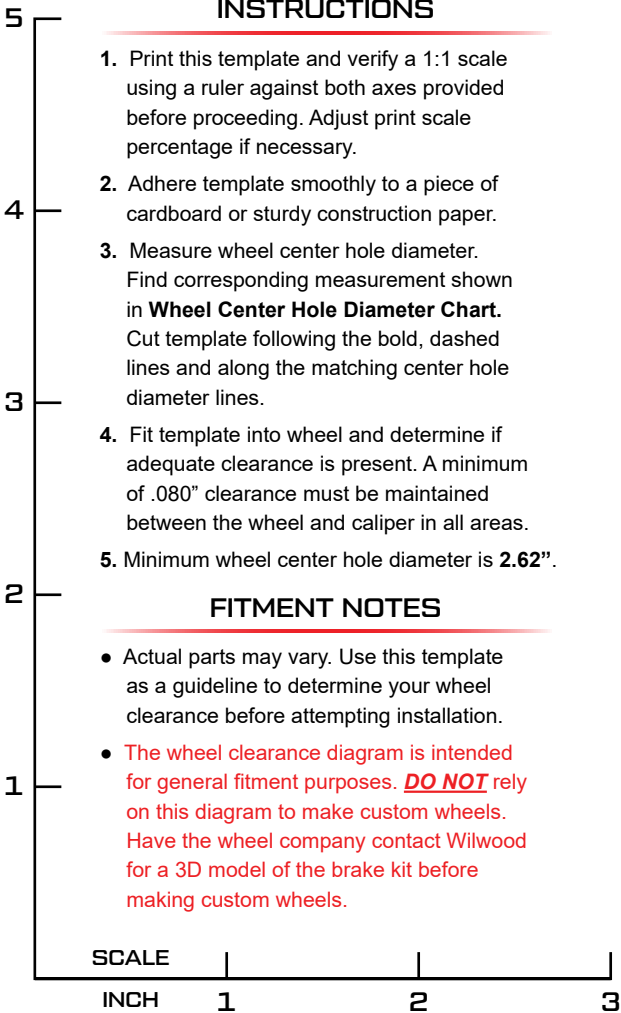 INSTRUCTIONS
5
1. Print this template and verify a 1:1 scale
using a ruler against both axes provided
before proceeding. Adjust print scale
percentage if necessary.
2. Adhere template smoothly to a piece of
4
cardboard or sturdy construction paper.
3. Measure wheel center hole diameter.
Find corresponding measurement shown
in Wheel Center Hole Diameter Chart.
Cut template following the bold, dashed
lines and along the matching center hole
3
diameter lines.
4. Fit template into wheel and determine if
adequate clearance is present. A minimum
of .080” clearance must be maintained
between the wheel and caliper in all areas.
5. Minimum wheel center hole diameter is 2.62”.
2
FITMENT NOTES
● Actual parts may vary. Use this template
as a guideline to determine your wheel
clearance before attempting installation.
● The wheel clearance diagram is intended
1
for general fitment purposes. DO NOT rely
on this diagram to make custom wheels.
Have the wheel company contact Wilwood
for a 3D model of the brake kit before
making custom wheels.
SCALE
INCH 1 2 3